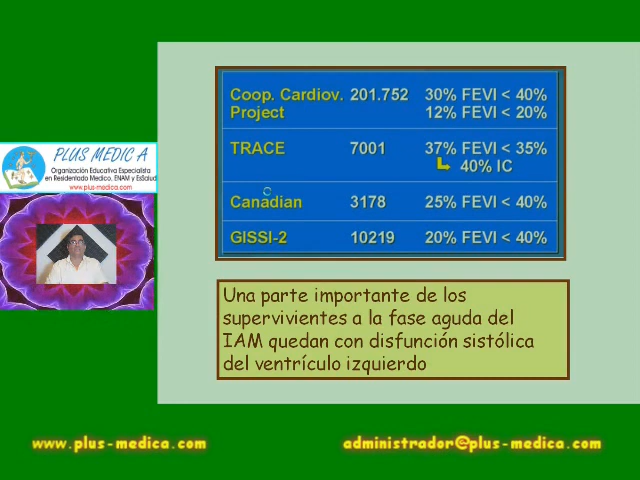 Coop. Cardiov. 201.752 30% FEVI < 40%
Project 12% FEVI < 20%
TRACE 7001 37% FEVI < 35%
40% IC
Canadian 3178 25% FEVI < 40%
GISSI-2 10219 20% FEVI < 40%
PLUS MEDIC A
Organización Educativa Especialista
en Residentado Medico, ENAM y EsSalud
www.plus-medica.com
Una parte importante de los
supervivientes a la fase aguda del
IAM quedan con disfunción sistólica
del ventrículo izquierdo
www.plus-medica.com
administrador@plus-medica.com